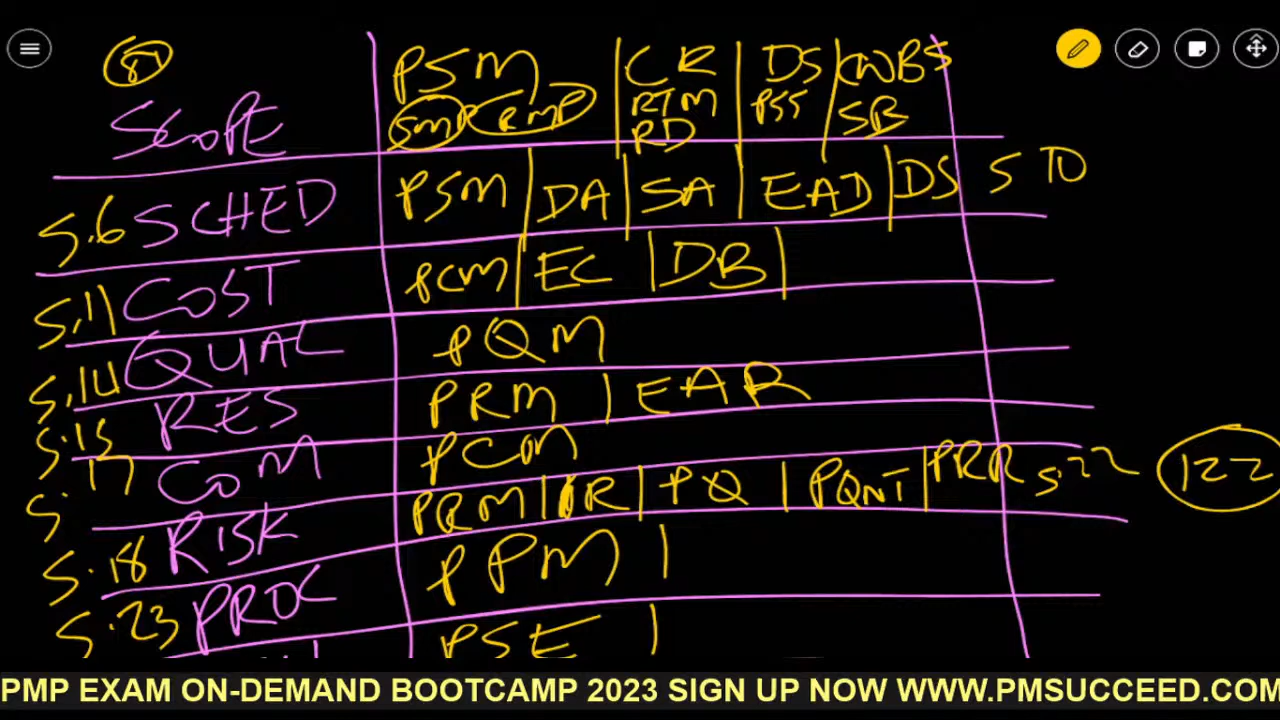 81
SCOPE PSM CR DS CWBS
SMP RMP RTM PSS SB
RD
5.6 SCHED PSM DA SA EAD DS 5 TO
5.11 COST PCM EC DB
5.14 QUAL PQM
5.15 RES PRM EAR
5.17 COM PCOM
5.18 RISK PRM IR PQ PQNT PRR 5.22 122
5.23 PROC PPM
PSE
PMP EXAM ON-DEMAND BOOTCAMP 2023 SIGN UP NOW WWW.PMSUCCEED.COM